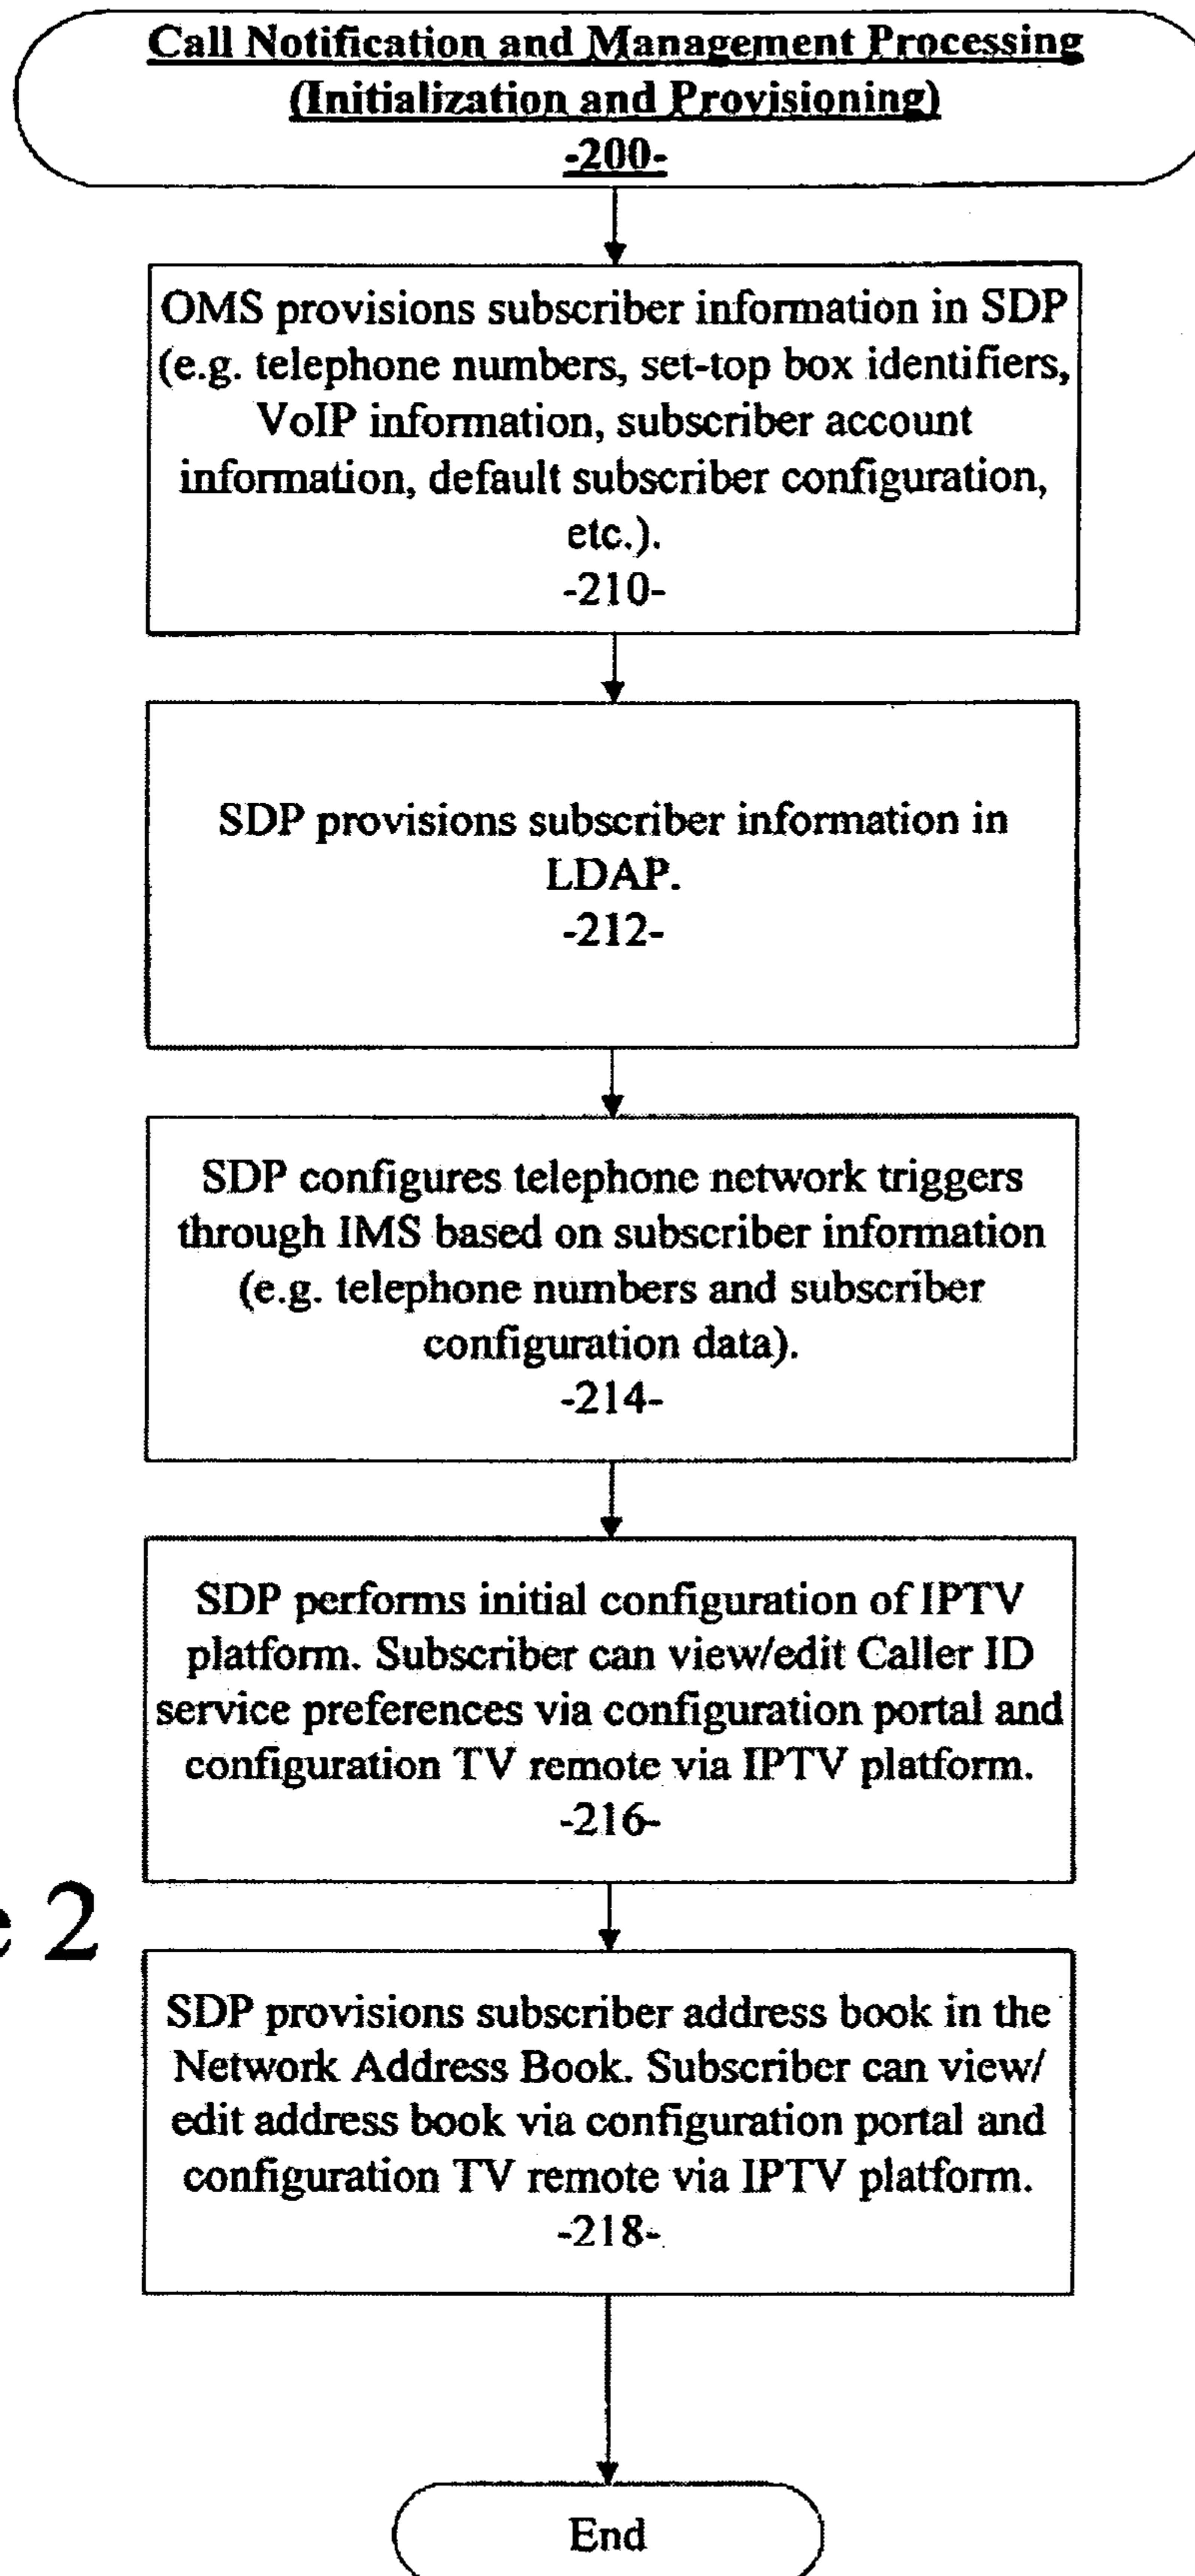 Call Notification and Management Processing
(Initialization and Provisioning)
-200-
OMS provisions subscriber information in SDP
(e.g. telephone numbers, set-top box identifiers,
VoIP information, subscriber account
information, default subscriber configuration,
etc.).
-210-
SDP provisions subscriber information in
LDAP.
-212-
SDP configures telephone network triggers
through IMS based on subscriber information
(e.g. telephone numbers and subscriber
configuration data).
-214-
SDP performs initial configuration of IPTV
platform. Subscriber can view/edit Caller ID
service preferences via configuration portal and
configuration TV remote via IPTV platform.
-216-
e 2
SDP provisions subscriber address book in the
Network Address Book. Subscriber can view/
edit address book via configuration portal and
configuration TV remote via IPTV platform.
-218-
End